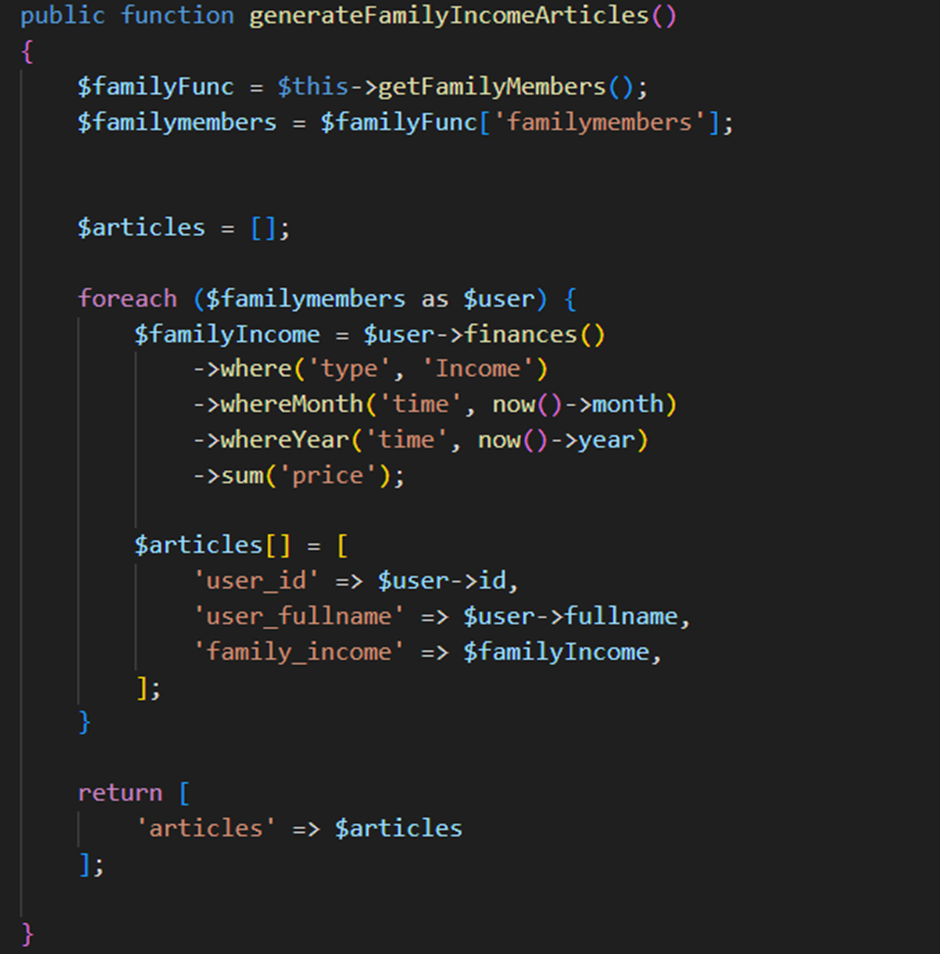 public function generateFamilyIncomeArticles()
{
    $familyFunc = $this->getFamilyMembers();
    $familymembers = $familyFunc['familymembers'];


    $articles = [];

    foreach ($familymembers as $user) {
        $familyIncome = $user->finances()
            ->where('type', 'Income')
            ->whereMonth('time', now()->month)
            ->whereYear('time', now()->year)
            ->sum('price');

        $articles[] = [
            'user_id' => $user->id,
            'user_fullname' => $user->fullname,
            'family_income' => $familyIncome,
        ];
    }

    return [
        'articles' => $articles
    ];

}